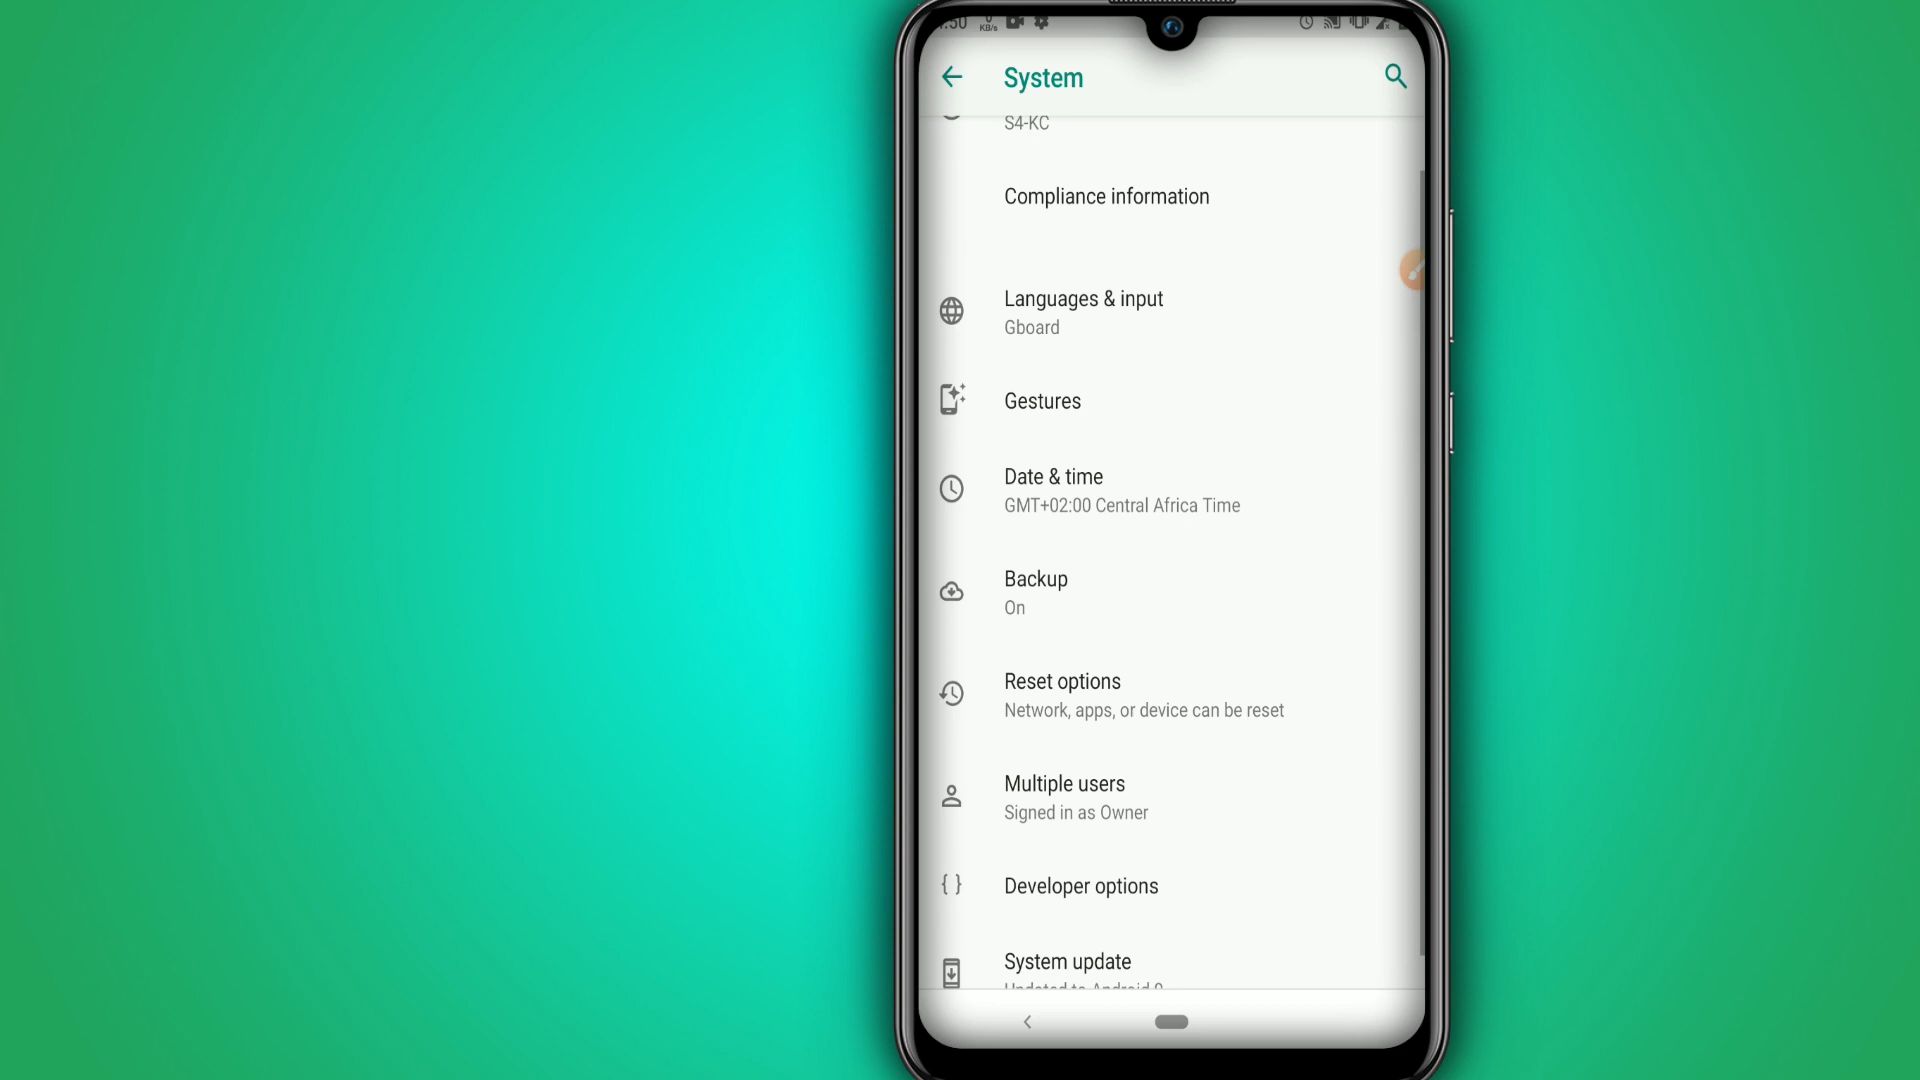 :50
KB/s
System
S4-KC
Compliance information
Languages & input
Gboard
Gestures
Date & time
GMT+02:00 Central Africa Time
Backup
On
Reset options
Network, apps, or device can be reset
Multiple users
Signed in as Owner
Developer options
System update
Updated to Android 9